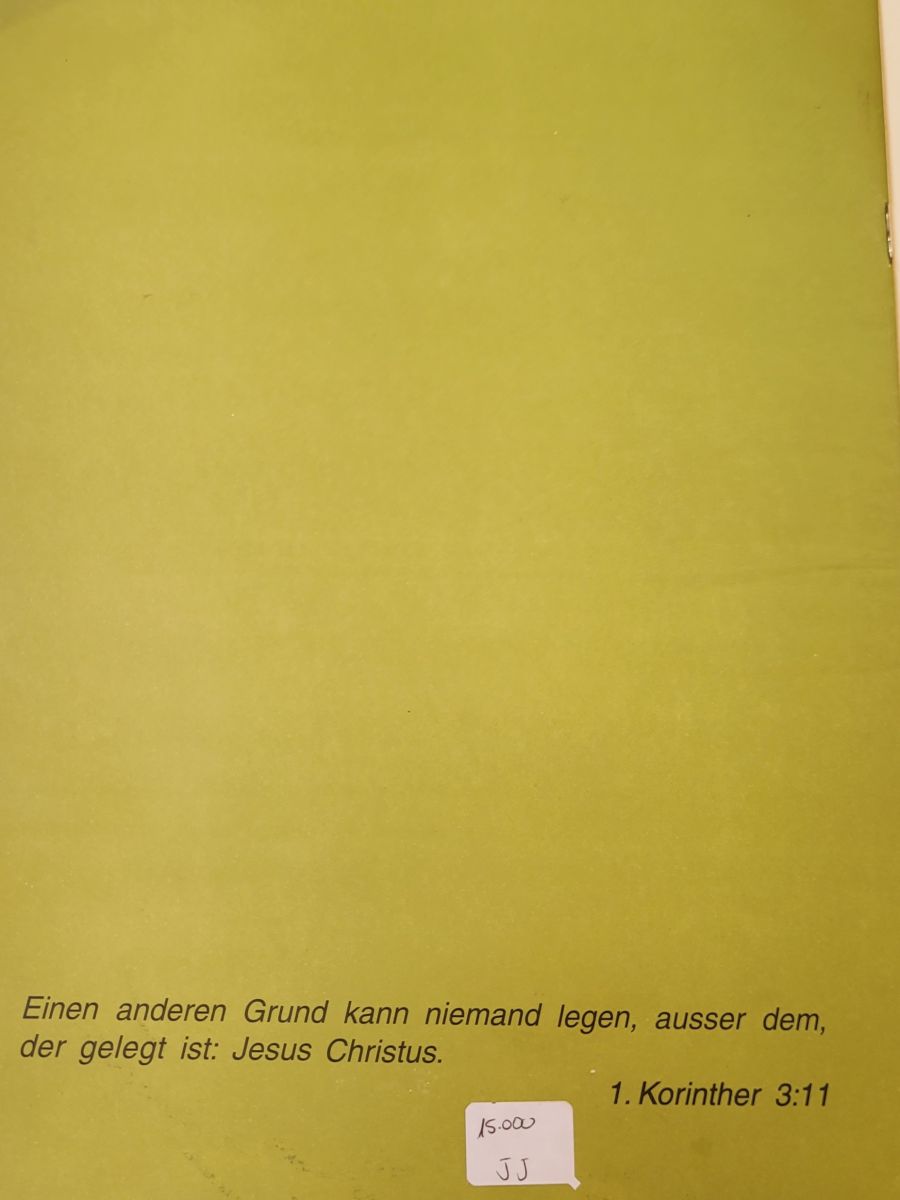 Einen anderen Grund kann niemand legen, ausser dem,
der gelegt ist: Jesus Christus.
1. Korinther 3:11
15.000
JJ